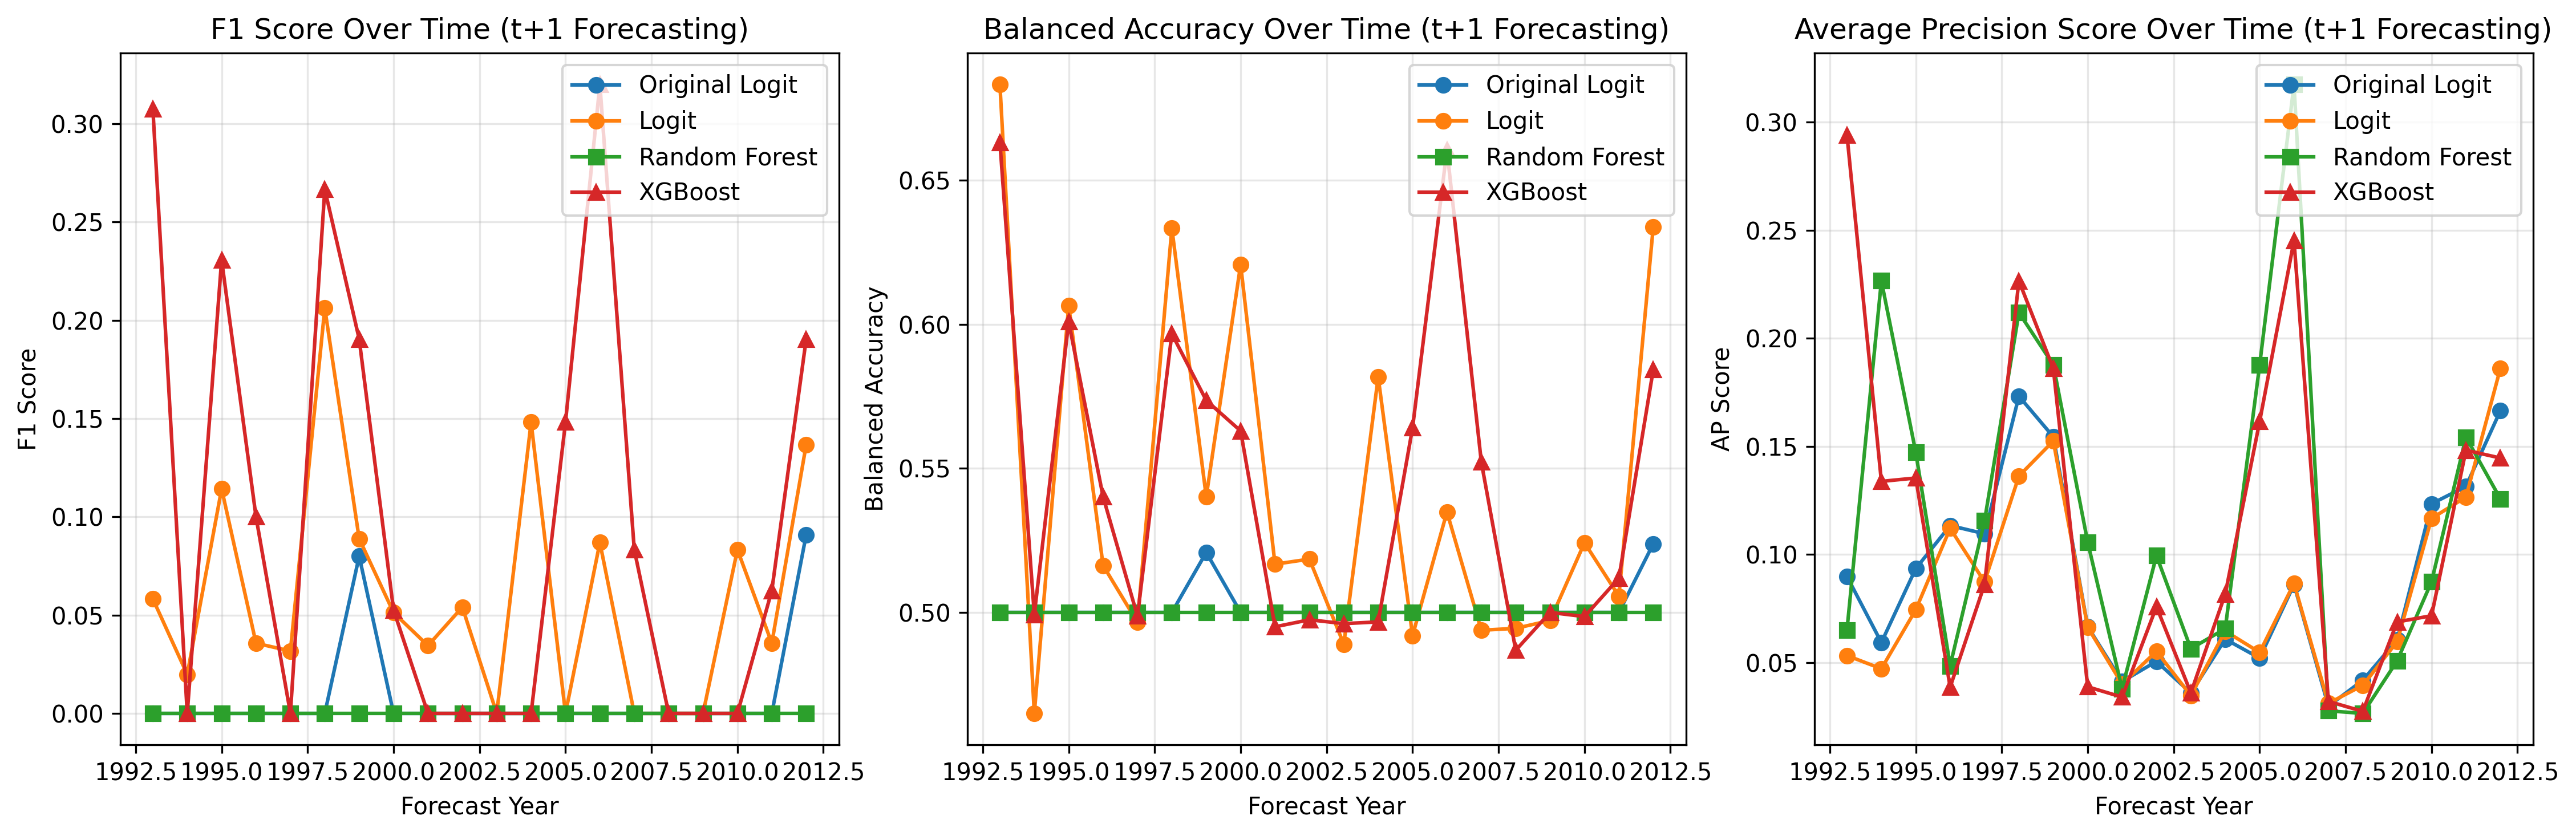 F1 Score Over Time (t+1 Forecasting)
F1 Score
0.30
0.25
0.20
0.15
0.10
0.05
0.00
1992.5 1995.0 1997.5 2000.0 2002.5 2005.0 2007.5 2010.0 2012.5
Forecast Year
Original Logit
Logit
Random Forest
XGBoost
Balanced Accuracy Over Time (t+1 Forecasting)
Balanced Accuracy
0.65
0.60
0.55
0.50
1992.5 1995.0 1997.5 2000.0 2002.5 2005.0 2007.5 2010.0 2012.5
Forecast Year
Original Logit
Logit
Random Forest
XGBoost
Average Precision Score Over Time (t+1 Forecasting)
AP Score
0.30
0.25
0.20
0.15
0.10
0.05
1992.5 1995.0 1997.5 2000.0 2002.5 2005.0 2007.5 2010.0 2012.5
Forecast Year
Original Logit
Logit
Random Forest
XGBoost